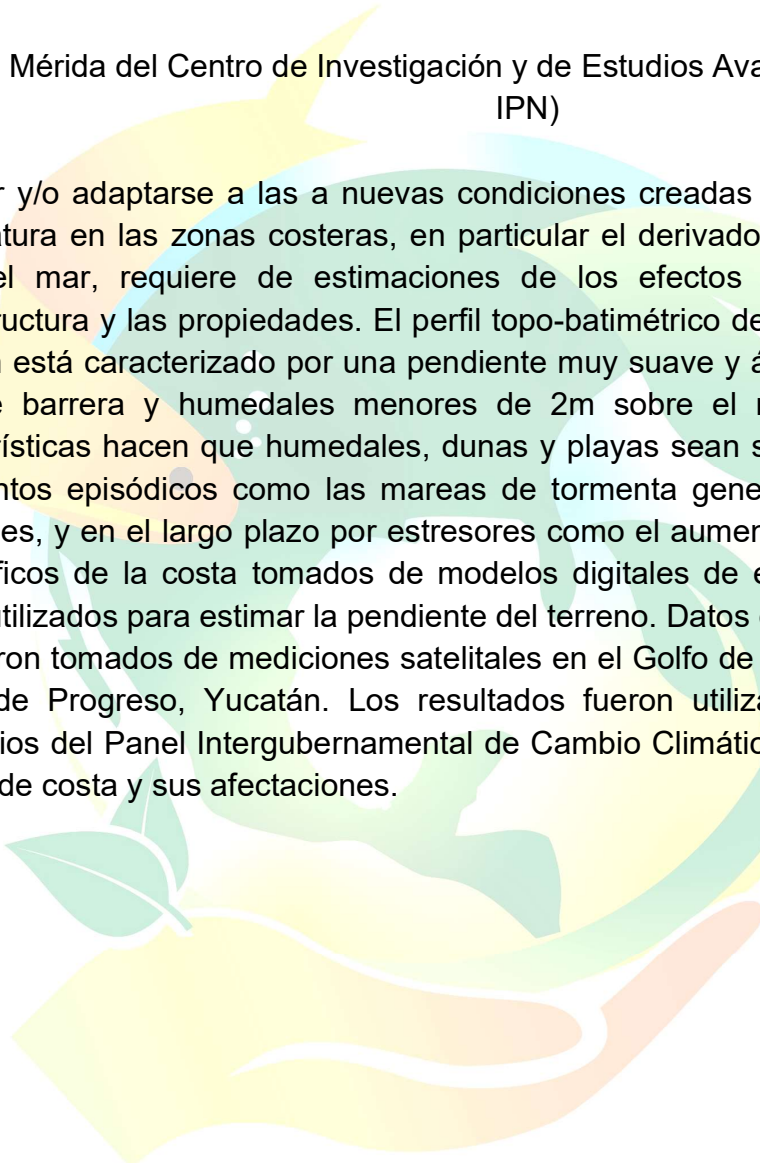 Mérida del Centro de Investigación y de Estudios Ava
IPN)
r y/o adaptarse a las a nuevas condiciones creadas
atura en las zonas costeras, en particular el derivado
el mar, requiere de estimaciones de los efectos
ructura y las propiedades. El perfil topo-batimétrico de
n está caracterizado por una pendiente muy suave y á
e barrera y humedales menores de 2m sobre el n
rísticas hacen que humedales, dunas y playas sean s
ntos episódicos como las mareas de tormenta gene
es, y en el largo plazo por estresores como el aumen
ficos de la costa tomados de modelos digitales de e
utilizados para estimar la pendiente del terreno. Datos
ron tomados de mediciones satelitales en el Golfo de
de Progreso, Yucatán. Los resultados fueron utiliza
ios del Panel Intergubernamental de Cambio Climátic
de costa y sus afectaciones.